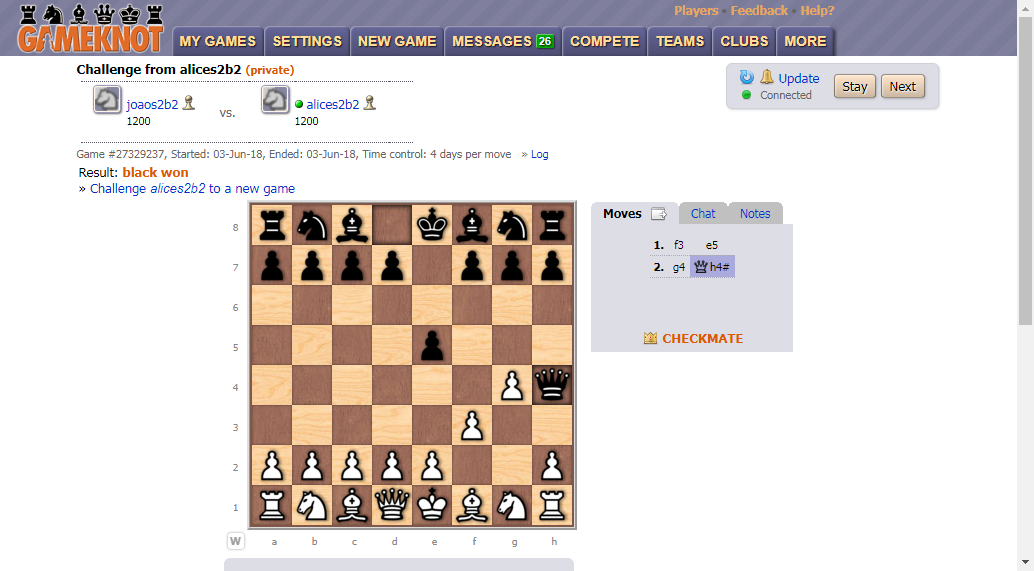 Players • Feedback • Help?
GAMEKNOT
MY GAMES SETTINGS NEW GAME MESSAGES 26 COMPETE TEAMS CLUBS MORE
Challenge from alices2b2 (private)
Update
Connected
Stay Next
joaos2b2 vs. alices2b2
1200 1200
Game #27329237, Started: 03-Jun-18, Ended: 03-Jun-18, Time control: 4 days per move » Log
Result: black won
» Challenge alices2b2 to a new game
Moves Chat Notes
1. f3 e5
2. g4 h4#
CHECKMATE
8
7
6
5
4
3
2
1
W a b c d e f g h